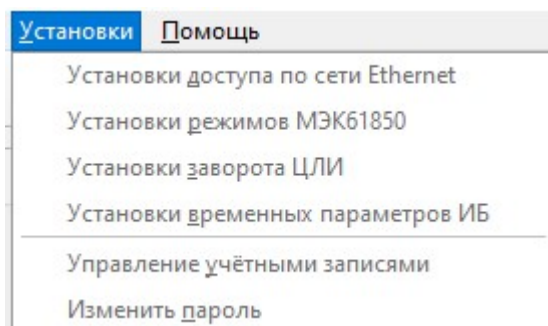 Установки Помощь
Установки доступа по сети Ethernet
Установки режимов МЭК61850
Установки заворота ЦЛИ
Установки временных параметров ИБ
Управление учётными записями
Изменить пароль